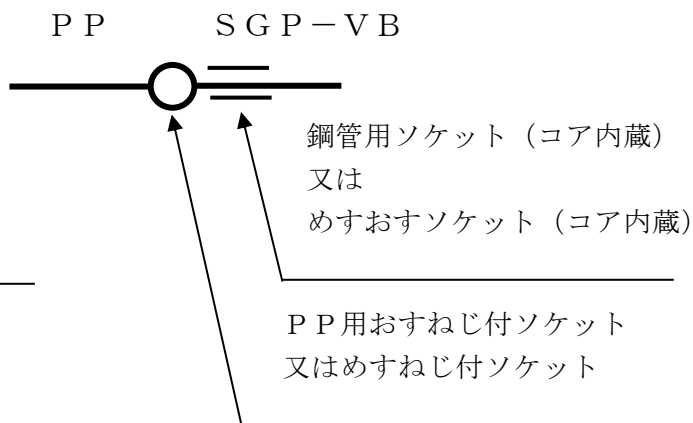 ＰＰ　ＳＧＰ－ＶＢ
鋼管用ソケット（コア内蔵）
又は
めすおすソケット（コア内蔵）
ＰＰ用おすねじ付ソケット
又はめすねじ付ソケット